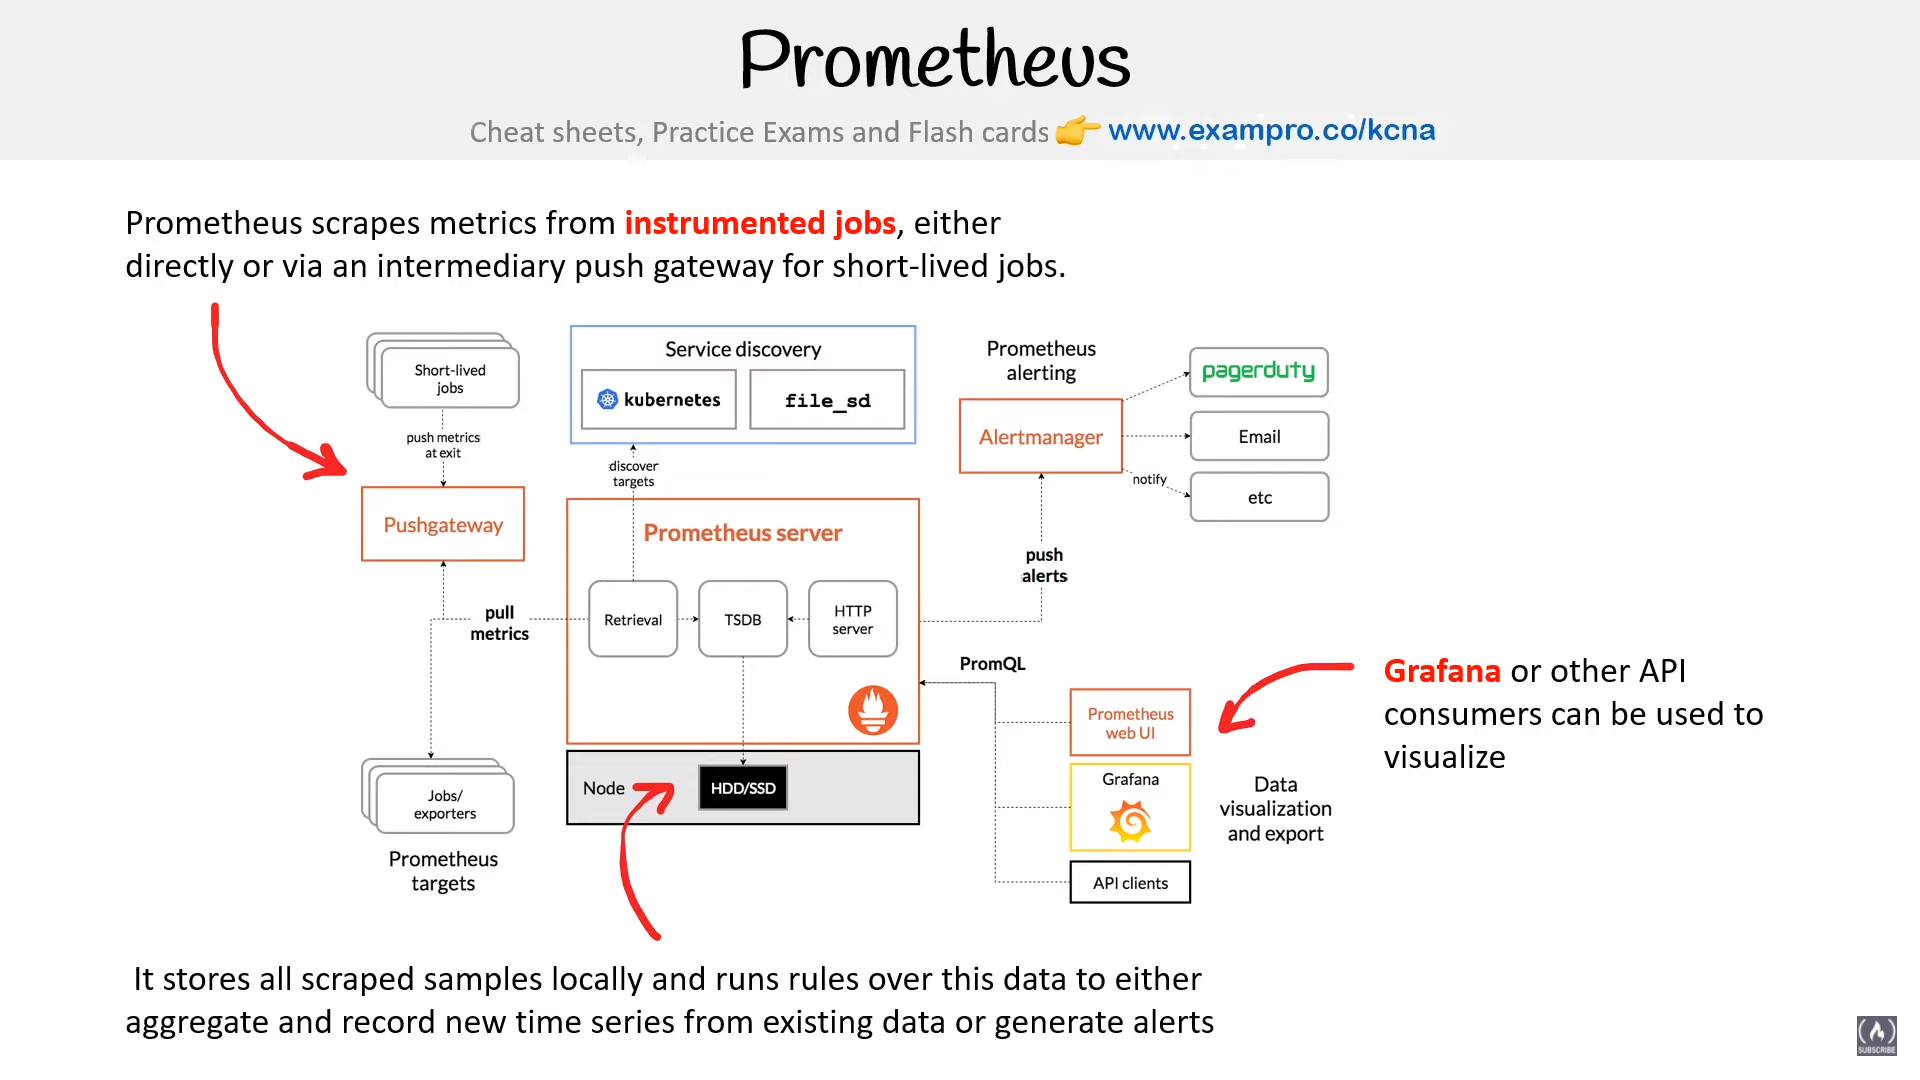 Prometheus
Cheat sheets, Practice Exams and Flash cards 👉 www.exampro.co/kcna
Prometheus scrapes metrics from instrumented jobs, either
directly or via an intermediary push gateway for short-lived jobs.
Short-lived
jobs
push metrics
at exit
Pushgateway
pull
metrics
Jobs/
exporters
Prometheus
targets
Service discovery
kubernetes
file_sd
discover
targets
Prometheus server
Retrieval
TSDB
HTTP
server
Node
HDD/SSD
Prometheus
alerting
Alertmanager
pagerduty
Email
etc
notify
push
alerts
PromQL
Prometheus
web UI
Grafana
API clients
Data
visualization
and export
Grafana or other API
consumers can be used to
visualize
It stores all scraped samples locally and runs rules over this data to either
aggregate and record new time series from existing data or generate alerts
SUBSCRIBE